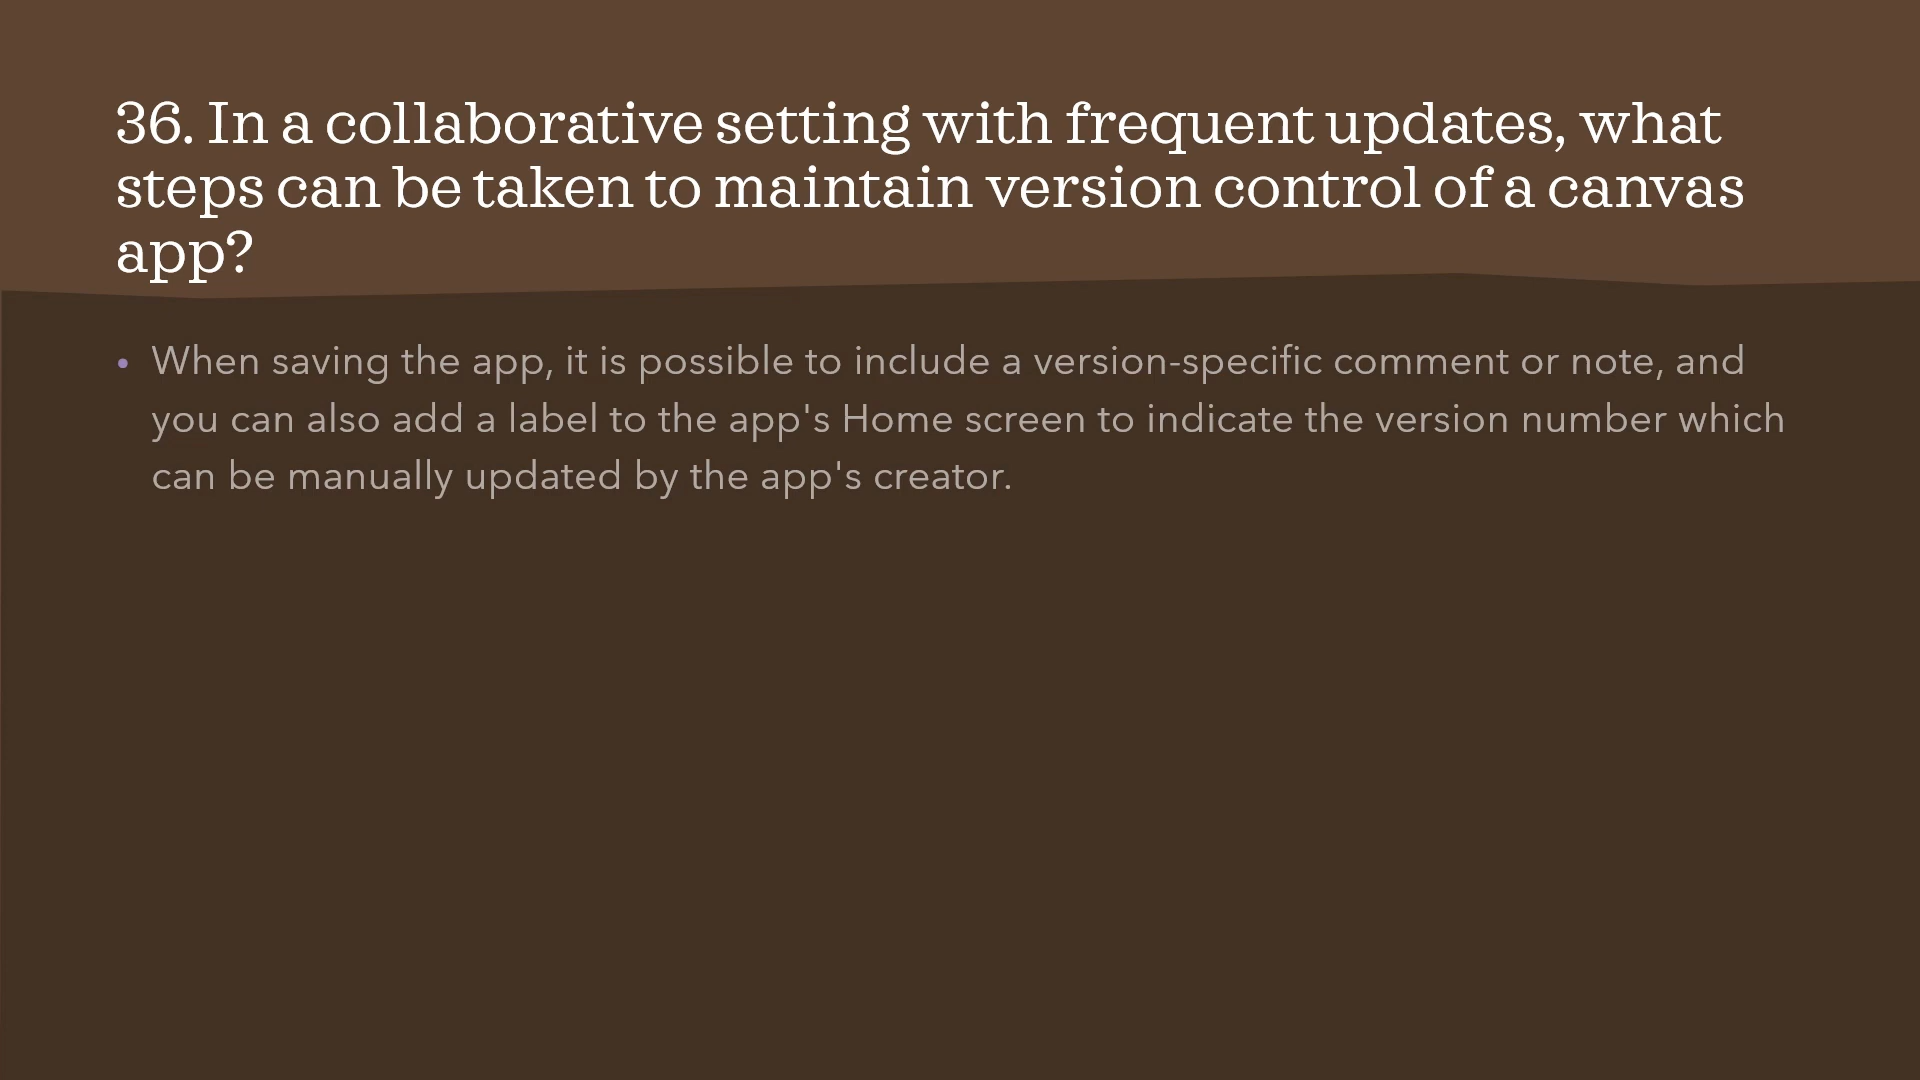 36. In a collaborative setting with frequent updates, what
steps can be taken to maintain version control of a canvas
app?
• When saving the app, it is possible to include a version-specific comment or note, and
you can also add a label to the app's Home screen to indicate the version number which
can be manually updated by the app's creator.